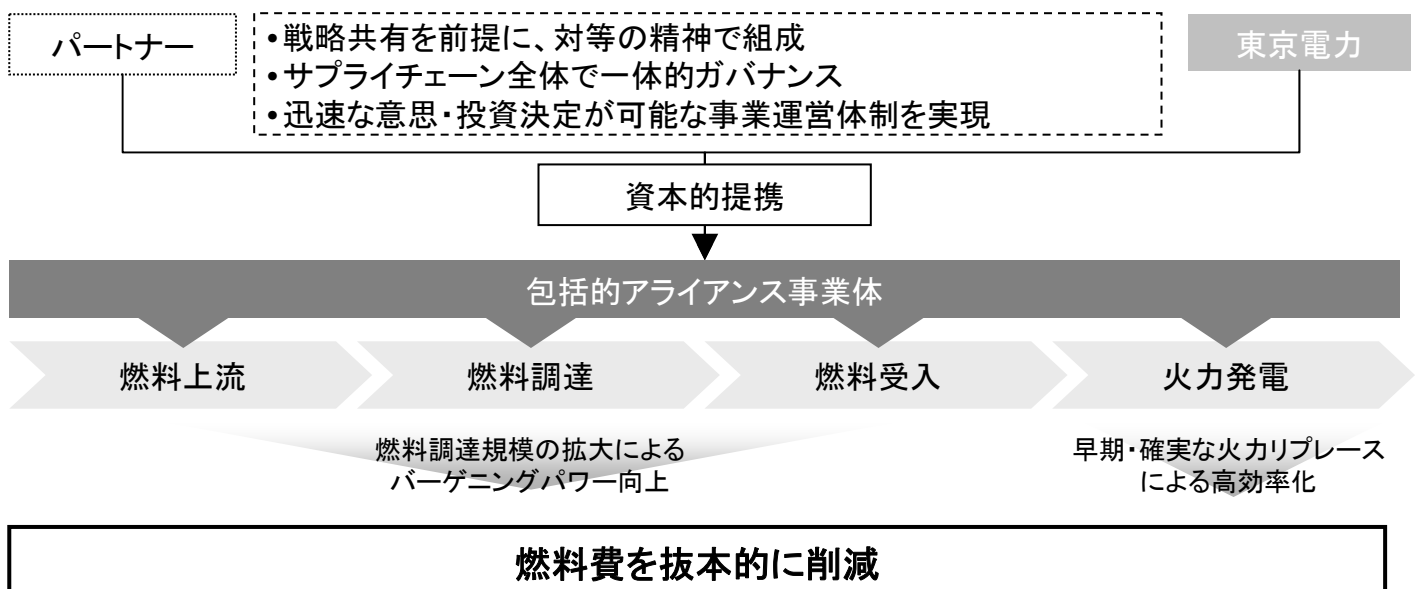 パートナー
•戦略共有を前提に、対等の精神で組成
•サプライチェーン全体で一体的ガバナンス
•迅速な意思・投資決定が可能な事業運営体制を実現
東京電力
資本的提携
包括的アライアンス事業体
燃料上流
燃料調達
燃料受入
火力発電
燃料調達規模の拡大による
バーゲニングパワー向上
早期・確実な火力リプレース
による高効率化
燃料費を抜本的に削減